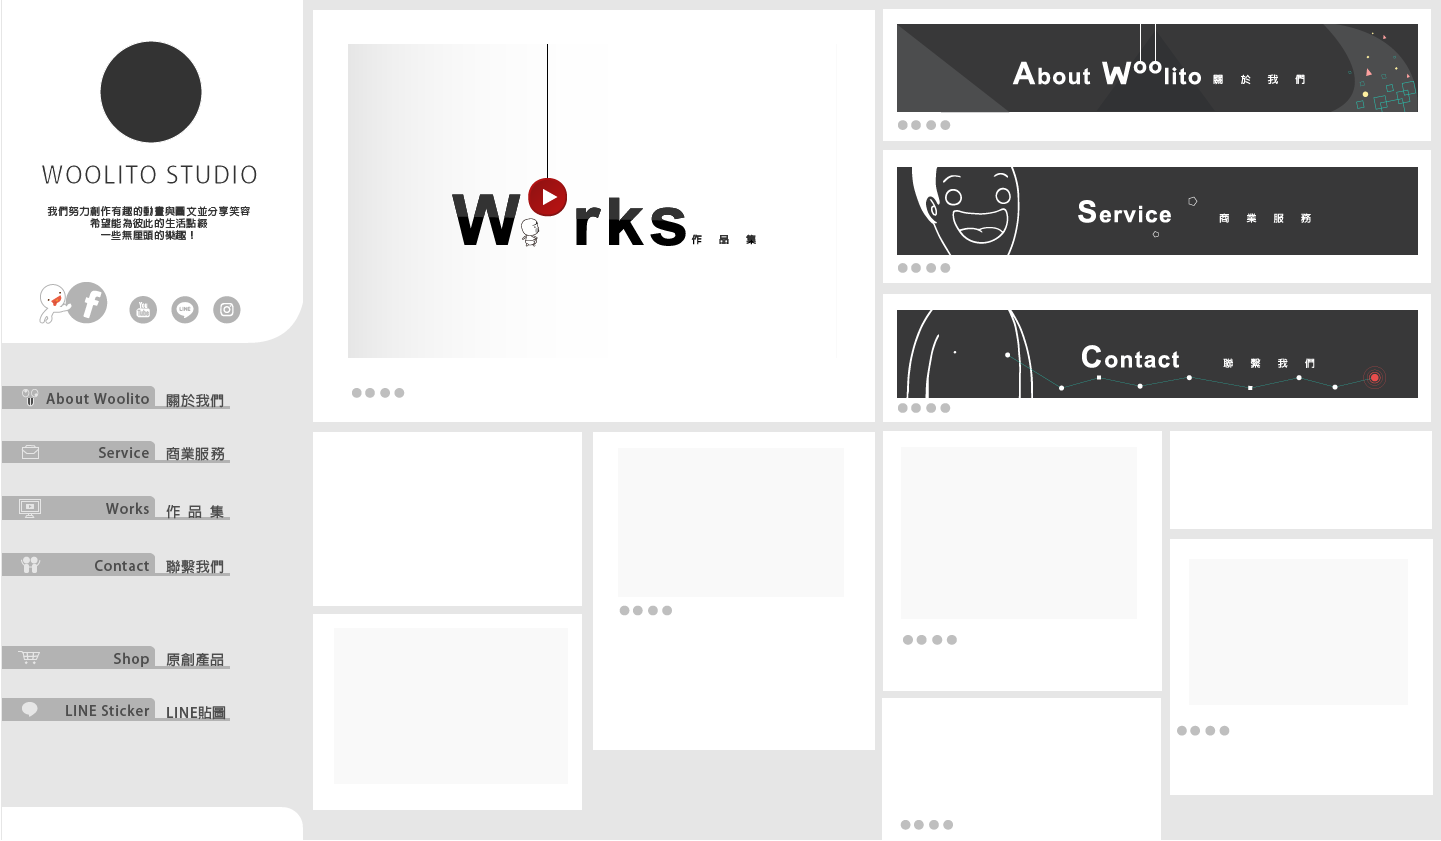 WOOLITO STUDIO
我們努力創作有趣的動畫與圖文並分享笑容
希望能為彼此的生活點綴
一些無厘頭的樂趣！
f
You Tube
LINE
About Woolito 關於我們
Service 商業服務
Works 作品集
Contact 聯繫我們
Shop 原創產品
LINE Sticker LINE貼圖
Works 作品集
About Woolito 關於我們
Service 商業服務
Contact 聯繫我們